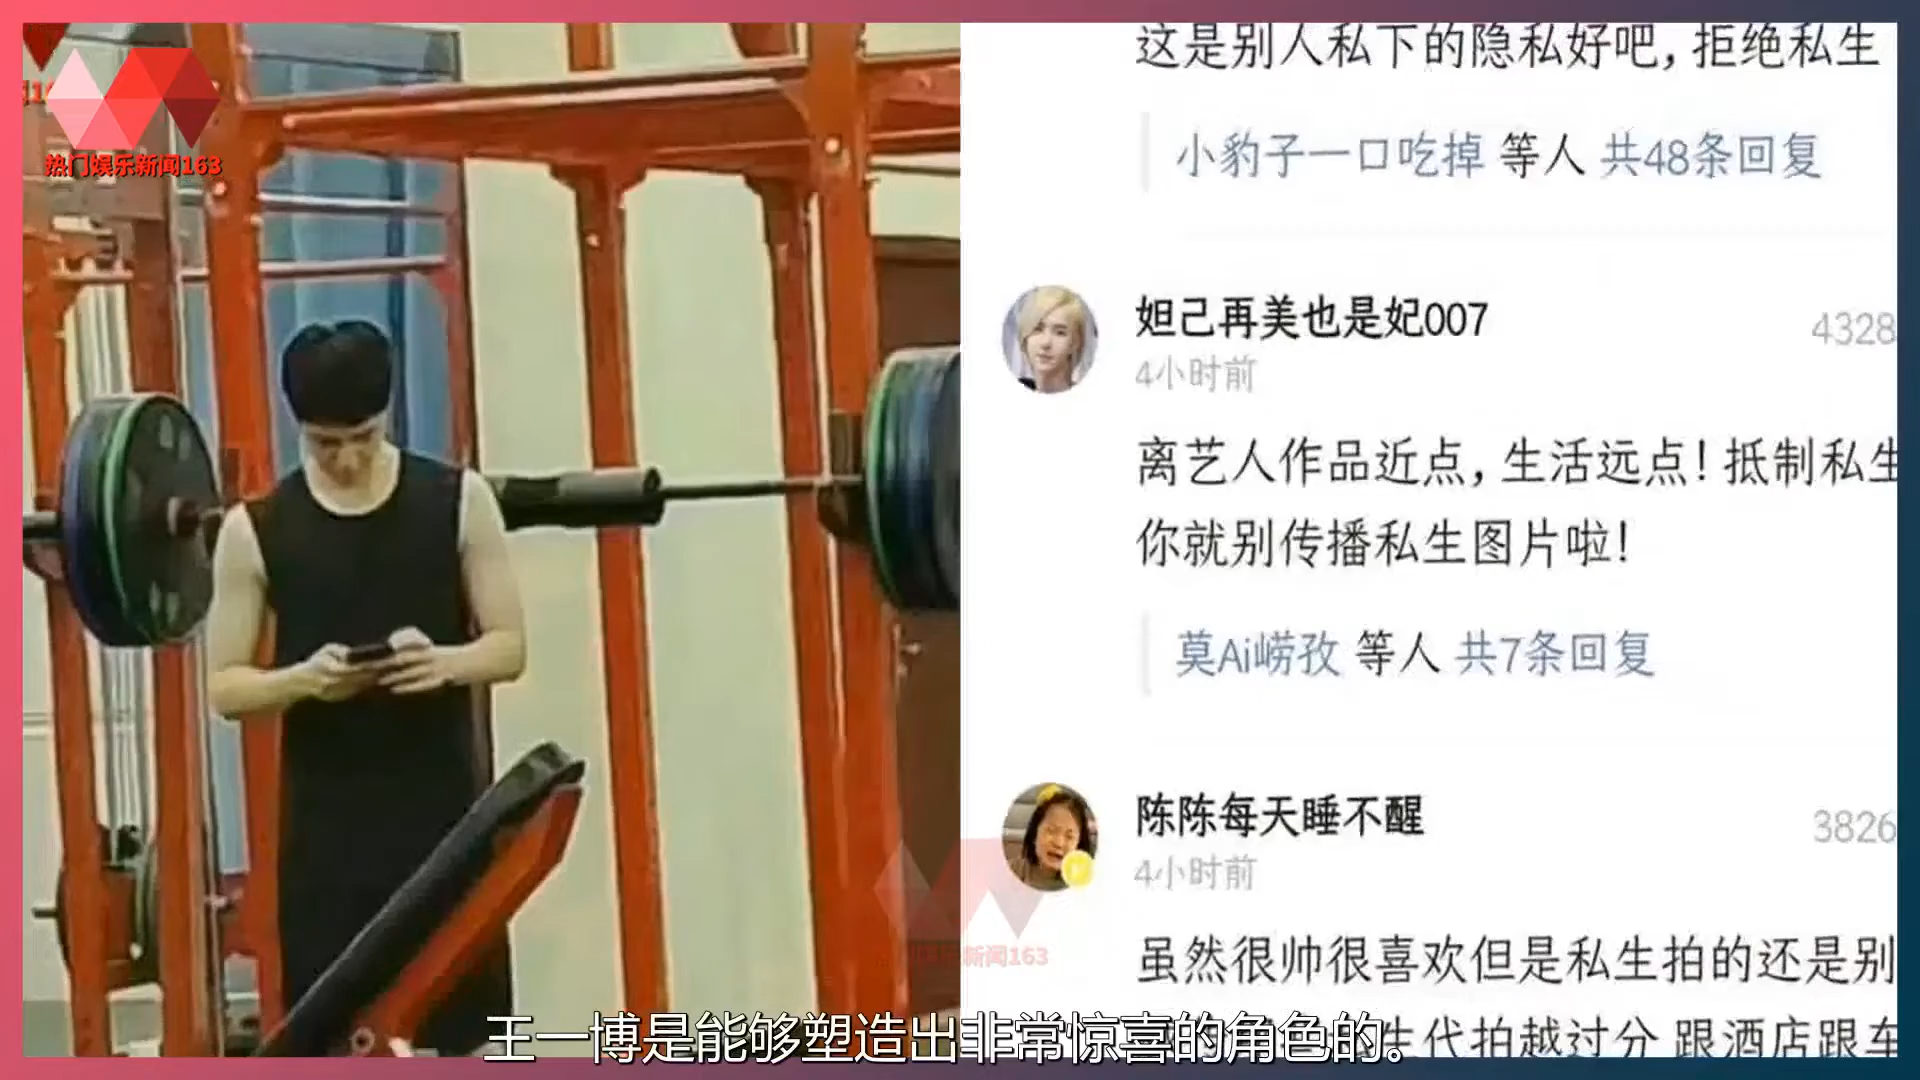 热门娱乐新闻163
这是别人私下的隐私好吧，拒绝私生
小豹子一口吃掉 等人 共48条回复
妲己再美也是妃007
4328
4小时前
离艺人作品近点，生活远点！抵制私生
你就别传播私生图片啦！
莫Ai崂孜 等人 共7条回复
陈陈每天睡不醒
3826
4小时前
虽然很帅很喜欢但是私生拍的还是别
新闻163
生代拍越过分 跟酒店跟车
王一博是能够塑造出非常惊喜的角色的。